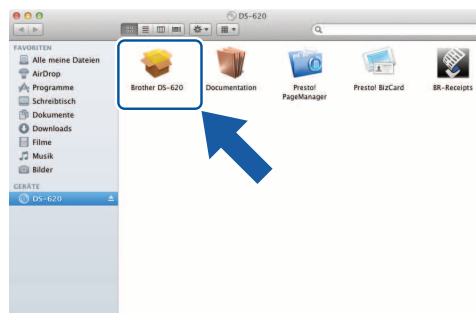 DS-620
FAVORITEN
Alle meine Dateien
AirDrop
Programme
Schreibtisch
Dokumente
Downloads
Filme
Musik
Bilder
GERÄTE
DS-620
Brother DS-620
Documentation
Presto!
PageManager
Presto! BizCard
BR-Receipts